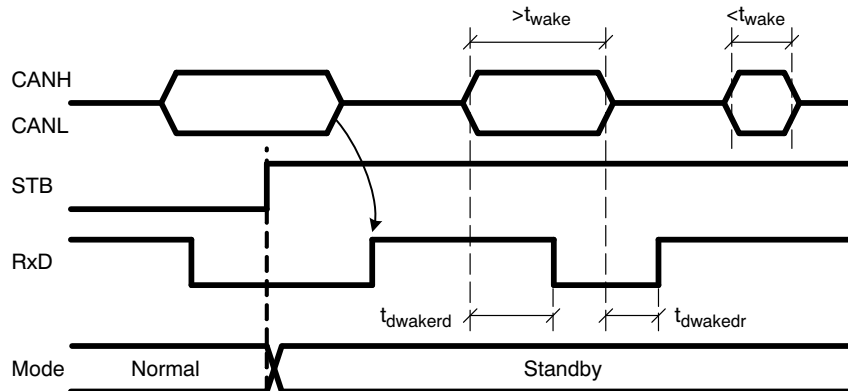 >twake
<twake
CANH
CANL
STB
RxD
tdwakerd
tdwakedr
Mode
Normal
Standby